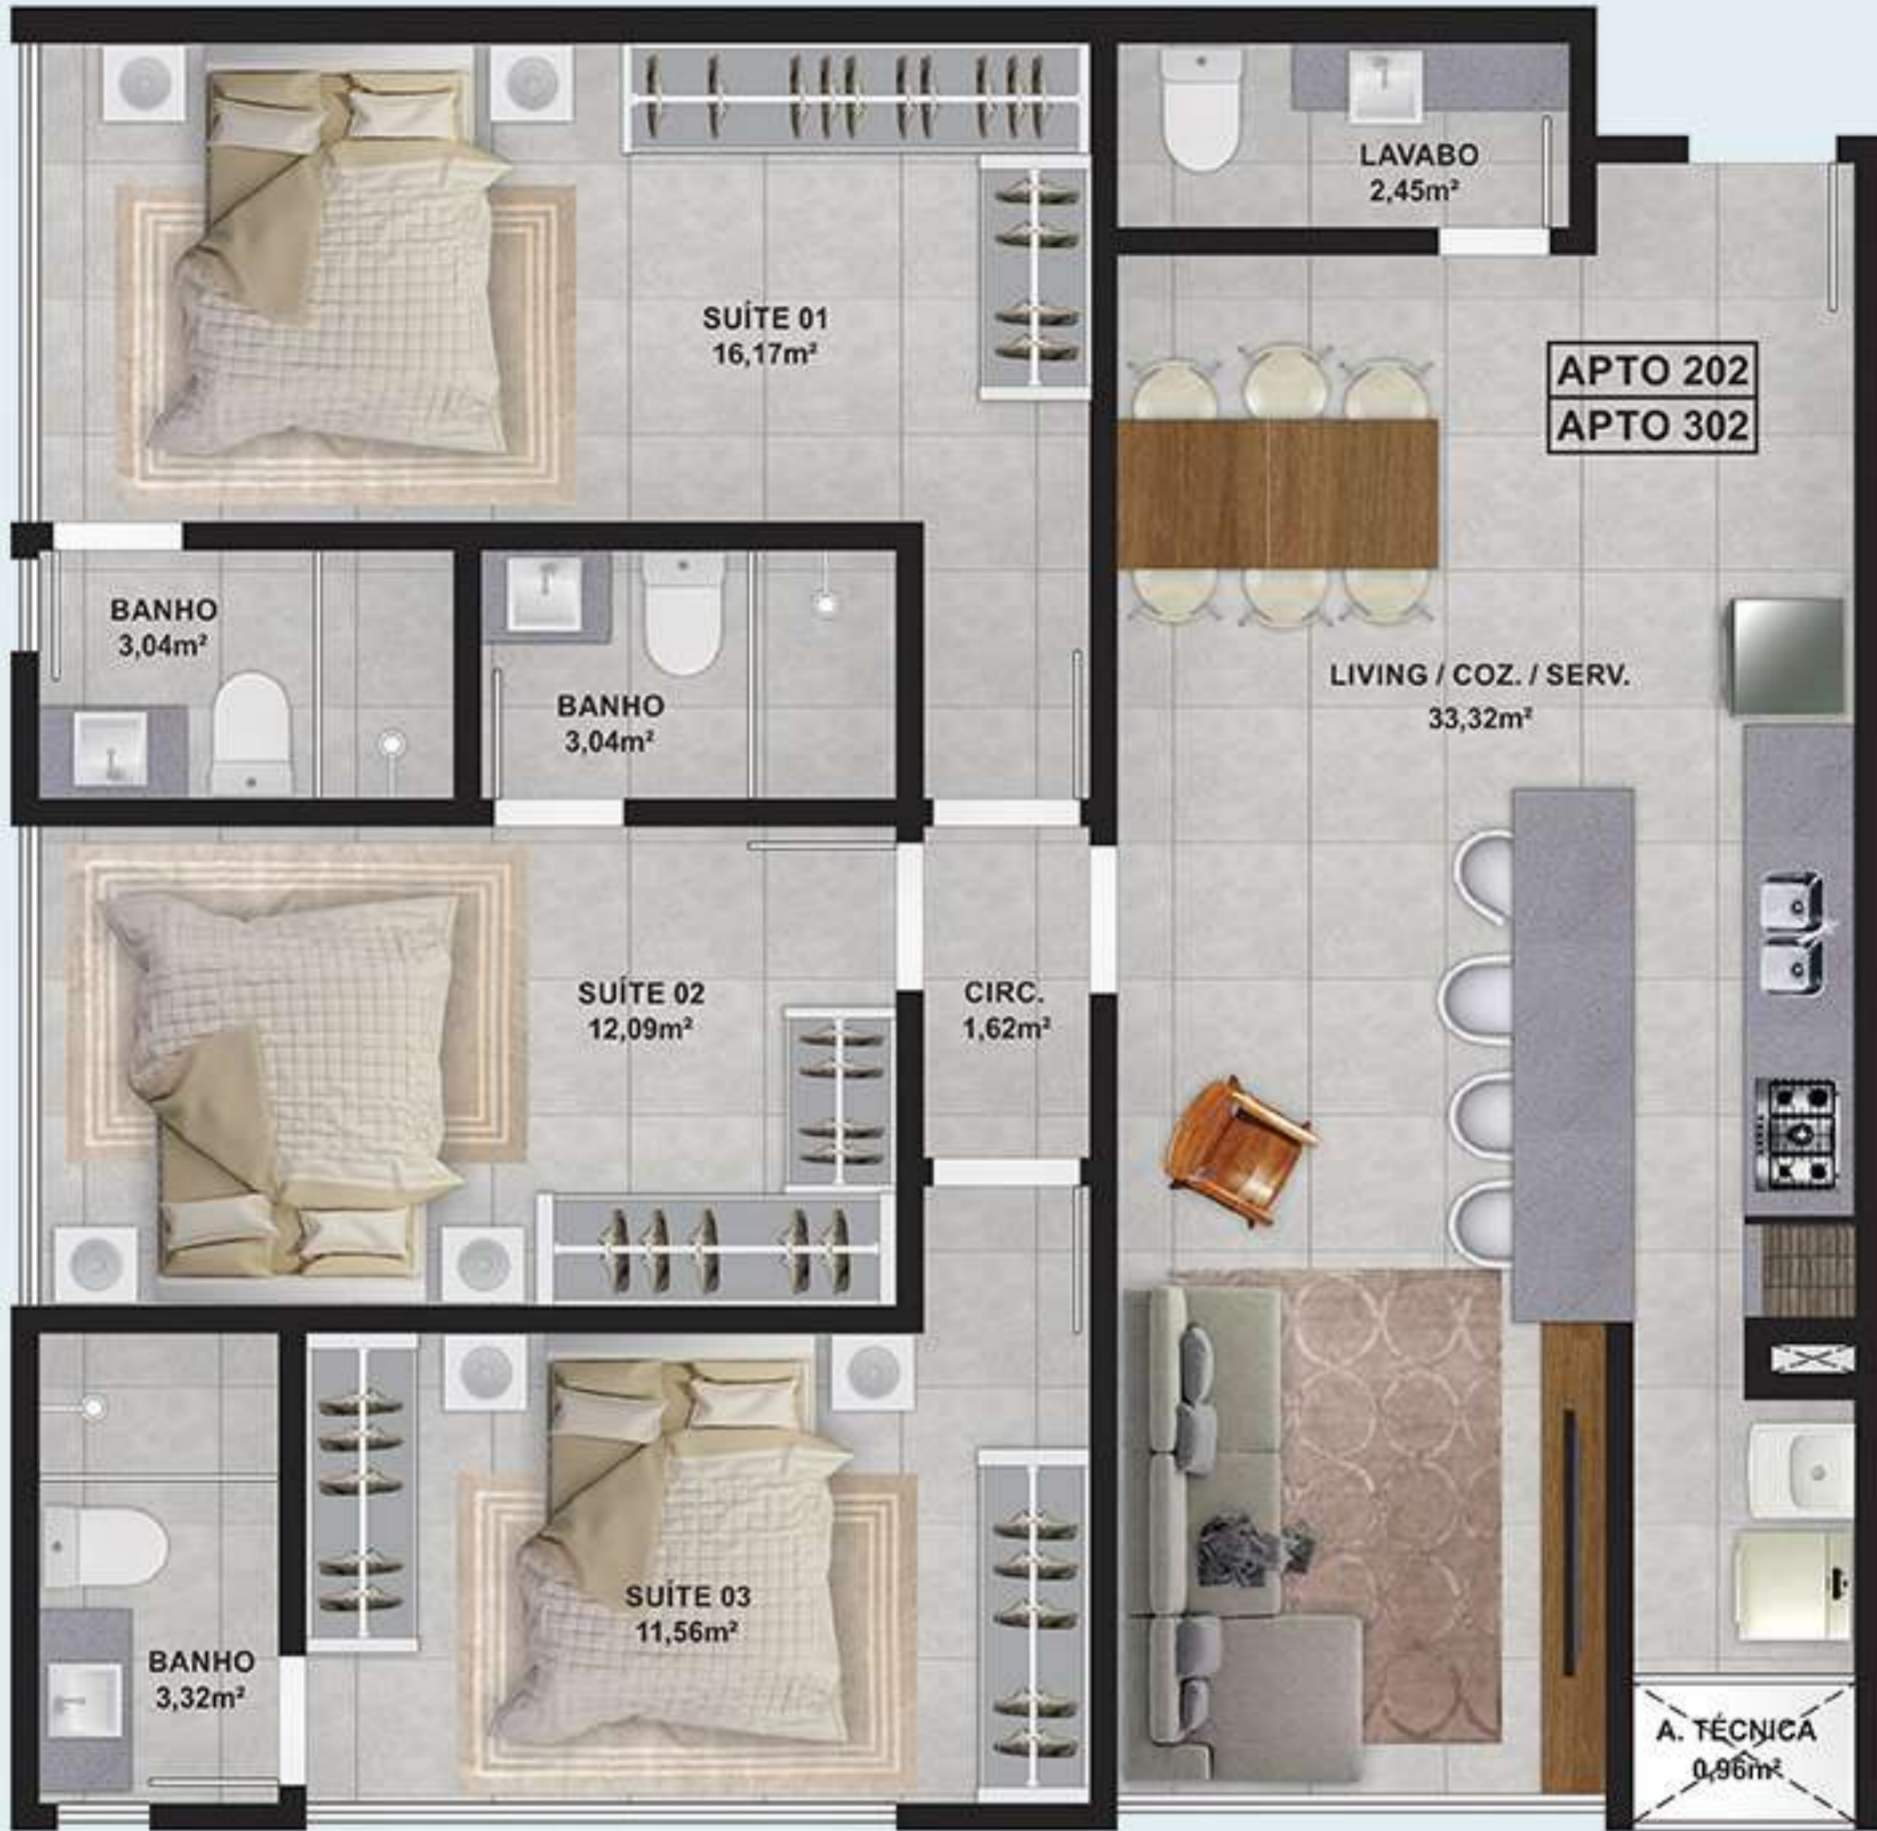 LAVABO
2,45m²
SUÍTE 01
16,17m²
APTO 202
APTO 302
BANHO
3,04m²
BANHO
3,04m²
LIVING / COZ. / SERV.
33,32m²
SUÍTE 02
12,09m²
CIRC.
1,62m²
SUÍTE 03
11,56m²
BANHO
3,32m²
A. TÉCNICA
0,96m²